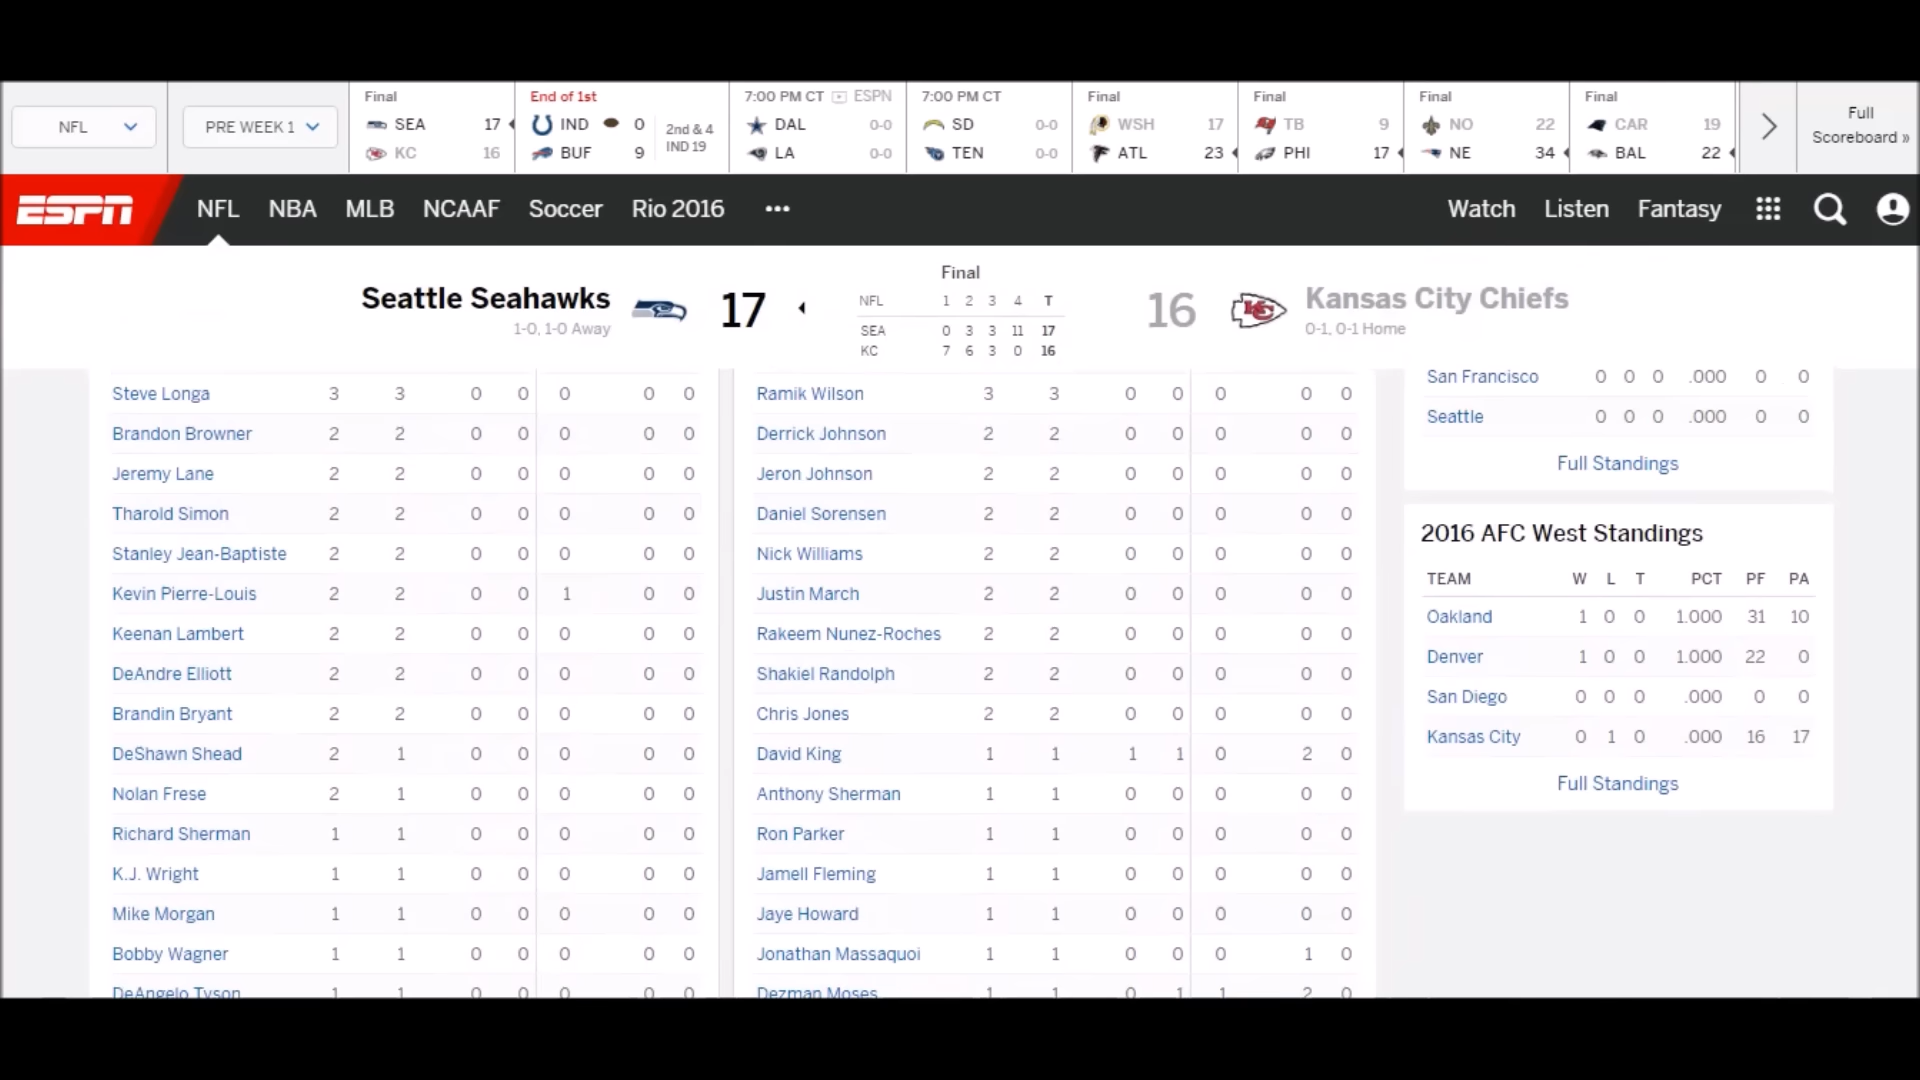 NFL
PRE WEEK 1
Final
SEA 17
KC 16
End of 1st
IND 0
BUF 9
2nd & 4
IND 19
7:00 PM CT ESPN
DAL 0-0
LA 0-0
7:00 PM CT
SD 0-0
TEN 0-0
Final
WSH 17
ATL 23
Final
TB 9
PHI 17
Final
NO 22
NE 34
Final
CAR 19
BAL 22
Full
Scoreboard »
ESPN NFL NBA MLB NCAAF Soccer Rio 2016 ••• Watch Listen Fantasy
Seattle Seahawks 17
1-0, 1-0 Away
Final
NFL 1 2 3 4 T
SEA 0 3 3 11 17
KC 7 6 3 0 16
16 Kansas City Chiefs
0-1, 0-1 Home
Steve Longa 3 3 0 0 0 0 0
Brandon Browner 2 2 0 0 0 0 0
Jeremy Lane 2 2 0 0 0 0 0
Tharold Simon 2 2 0 0 0 0 0
Stanley Jean-Baptiste 2 2 0 0 0 0 0
Kevin Pierre-Louis 2 2 0 0 1 0 0
Keenan Lambert 2 2 0 0 0 0 0
DeAndre Elliott 2 2 0 0 0 0 0
Brandin Bryant 2 2 0 0 0 0 0
DeShawn Shead 2 1 0 0 0 0 0
Nolan Frese 2 1 0 0 0 0 0
Richard Sherman 1 1 0 0 0 0 0
K.J. Wright 1 1 0 0 0 0 0
Mike Morgan 1 1 0 0 0 0 0
Bobby Wagner 1 1 0 0 0 0 0
DeAngelo Tyson 1 1 0 0 0 0 0
Ramik Wilson 3 3 0 0 0 0 0
Derrick Johnson 2 2 0 0 0 0 0
Jeron Johnson 2 2 0 0 0 0 0
Daniel Sorensen 2 2 0 0 0 0 0
Nick Williams 2 2 0 0 0 0 0
Justin March 2 2 0 0 0 0 0
Rakeem Nunez-Roches 2 2 0 0 0 0 0
Shakiel Randolph 2 2 0 0 0 0 0
Chris Jones 2 2 0 0 0 0 0
David King 1 1 1 1 0 2 0
Anthony Sherman 1 1 0 0 0 0 0
Ron Parker 1 1 0 0 0 0 0
Jamell Fleming 1 1 0 0 0 0 0
Jaye Howard 1 1 0 0 0 0 0
Jonathan Massaquoi 1 1 0 0 0 1 0
Dezman Moses 1 1 0 1 1 2 0
San Francisco 0 0 0 .000 0 0
Seattle 0 0 0 .000 0 0
Full Standings
2016 AFC West Standings
TEAM W L T PCT PF PA
Oakland 1 0 0 1.000 31 10
Denver 1 0 0 1.000 22 0
San Diego 0 0 0 .000 0 0
Kansas City 0 1 0 .000 16 17
Full Standings